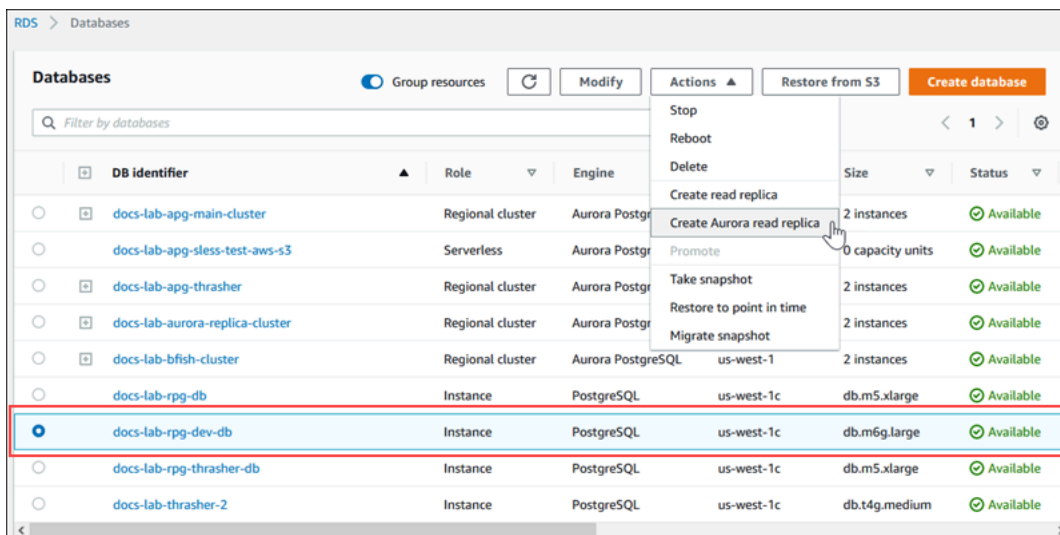 RDS > Databases
Databases Group resources Modify Actions ▲ Restore from S3 Create database
Filter by databases < 1 >
Stop
Reboot
Delete
Create read replica
Create Aurora read replica
Promote
Take snapshot
Restore to point in time
Migrate snapshot
DB identifier ▲ Role Engine Size Status
docs-lab-apg-main-cluster Regional cluster Aurora 2 instances Available
docs-lab-apg-sless-test-aws-s3 Serverless Aurora 0 capacity units Available
docs-lab-apg-thrasher Regional cluster Aurora 2 instances Available
docs-lab-aurora-replica-cluster Regional cluster Aurora 2 instances Available
docs-lab-bfish-cluster Regional cluster Aurora PostgreSQL us-west-1 2 instances Available
docs-lab-rpg-db Instance PostgreSQL us-west-1c db.m5.xlarge Available
docs-lab-rpg-dev-db Instance PostgreSQL us-west-1c db.m6g.large Available
docs-lab-rpg-thrasher-db Instance PostgreSQL us-west-1c db.m5.xlarge Available
docs-lab-thrasher-2 Instance PostgreSQL us-west-1c db.t4g.medium Available